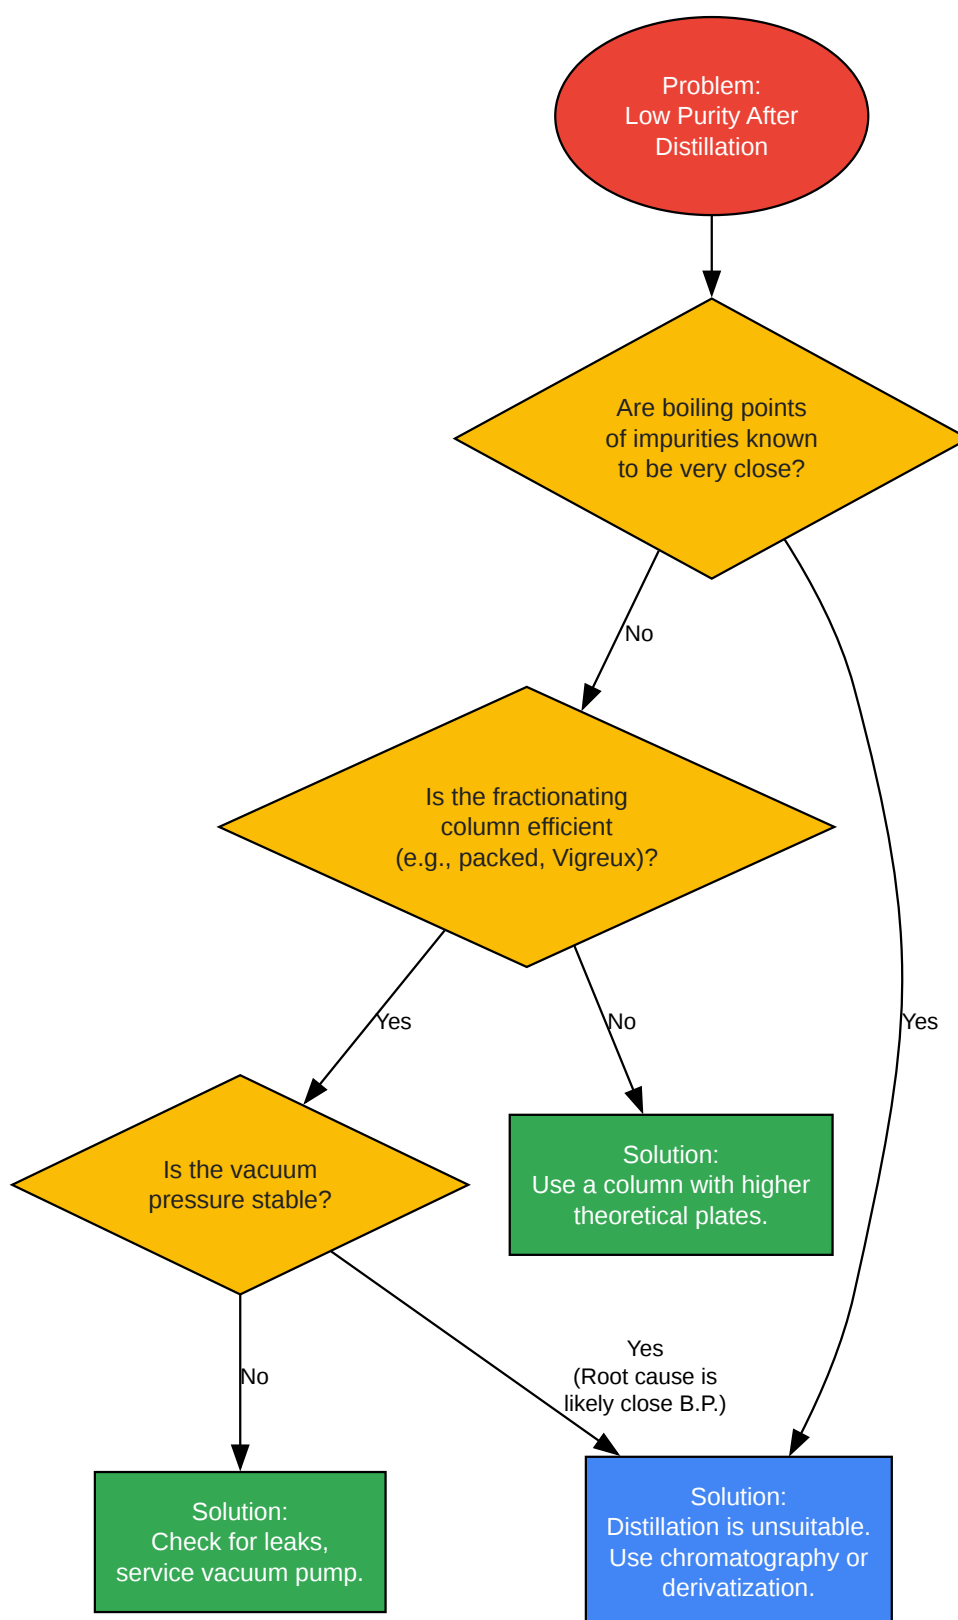 Problem:
Low Purity After
Distillation
Are boiling points
of impurities known
to be very close?
No
Is the fractionating
column efficient
(e.g., packed, Vigreux)?
Yes
No
Yes
Is the vacuum
pressure stable?
Solution:
Use a column with higher
theoretical plates.
No
Yes
(Root cause is
likely close B.P.)
Solution:
Check for leaks,
service vacuum pump.
Solution:
Distillation is unsuitable.
Use chromatography or
derivatization.